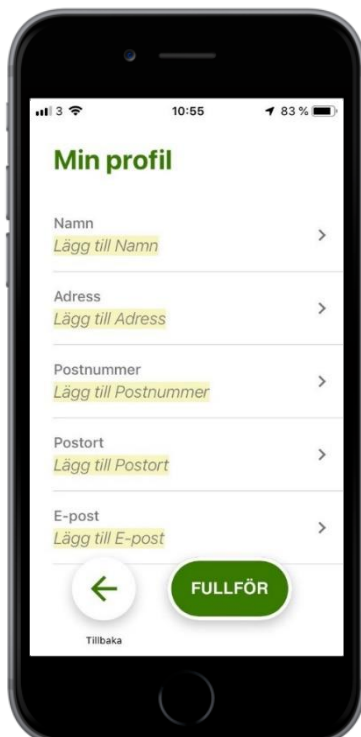 3 10:55 83 %
Min profil
Namn
Lägg till Namn
Adress
Lägg till Adress
Postnummer
Lägg till Postnummer
Postort
Lägg till Postort
E-post
Lägg till E-post
FULLFÖR
Tillbaka